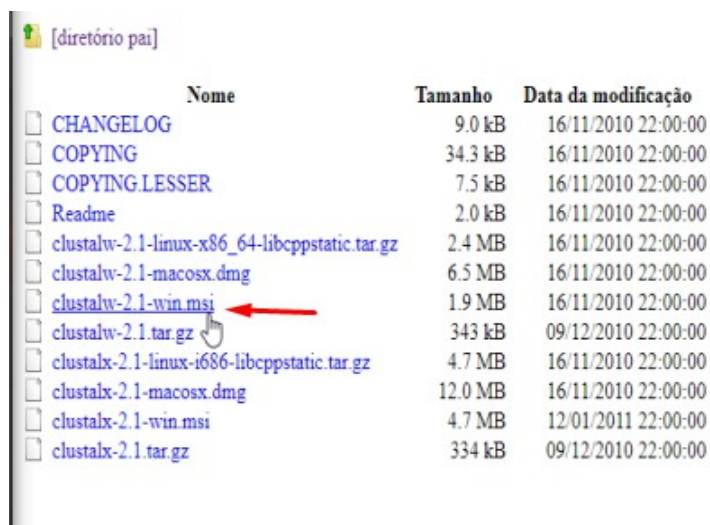 [diretório pai]
Nome Tamanho Data da modificação
CHANGELOG 9.0 kB 16/11/2010 22:00:00
COPYING 34.3 kB 16/11/2010 22:00:00
COPYING.LESSER 7.5 kB 16/11/2010 22:00:00
Readme 2.0 kB 16/11/2010 22:00:00
clustalw-2.1-linux-x86_64-libcppstatic.tar.gz 2.4 MB 16/11/2010 22:00:00
clustalw-2.1-macosx.dmg 6.5 MB 16/11/2010 22:00:00
clustalw-2.1-win.msi 1.9 MB 16/11/2010 22:00:00
clustalw-2.1.tar.gz 343 kB 09/12/2010 22:00:00
clustalx-2.1-linux-i686-libcppstatic.tar.gz 4.7 MB 16/11/2010 22:00:00
clustalx-2.1-macosx.dmg 12.0 MB 16/11/2010 22:00:00
clustalx-2.1-win.msi 4.7 MB 12/01/2011 22:00:00
clustalx-2.1.tar.gz 334 kB 09/12/2010 22:00:00